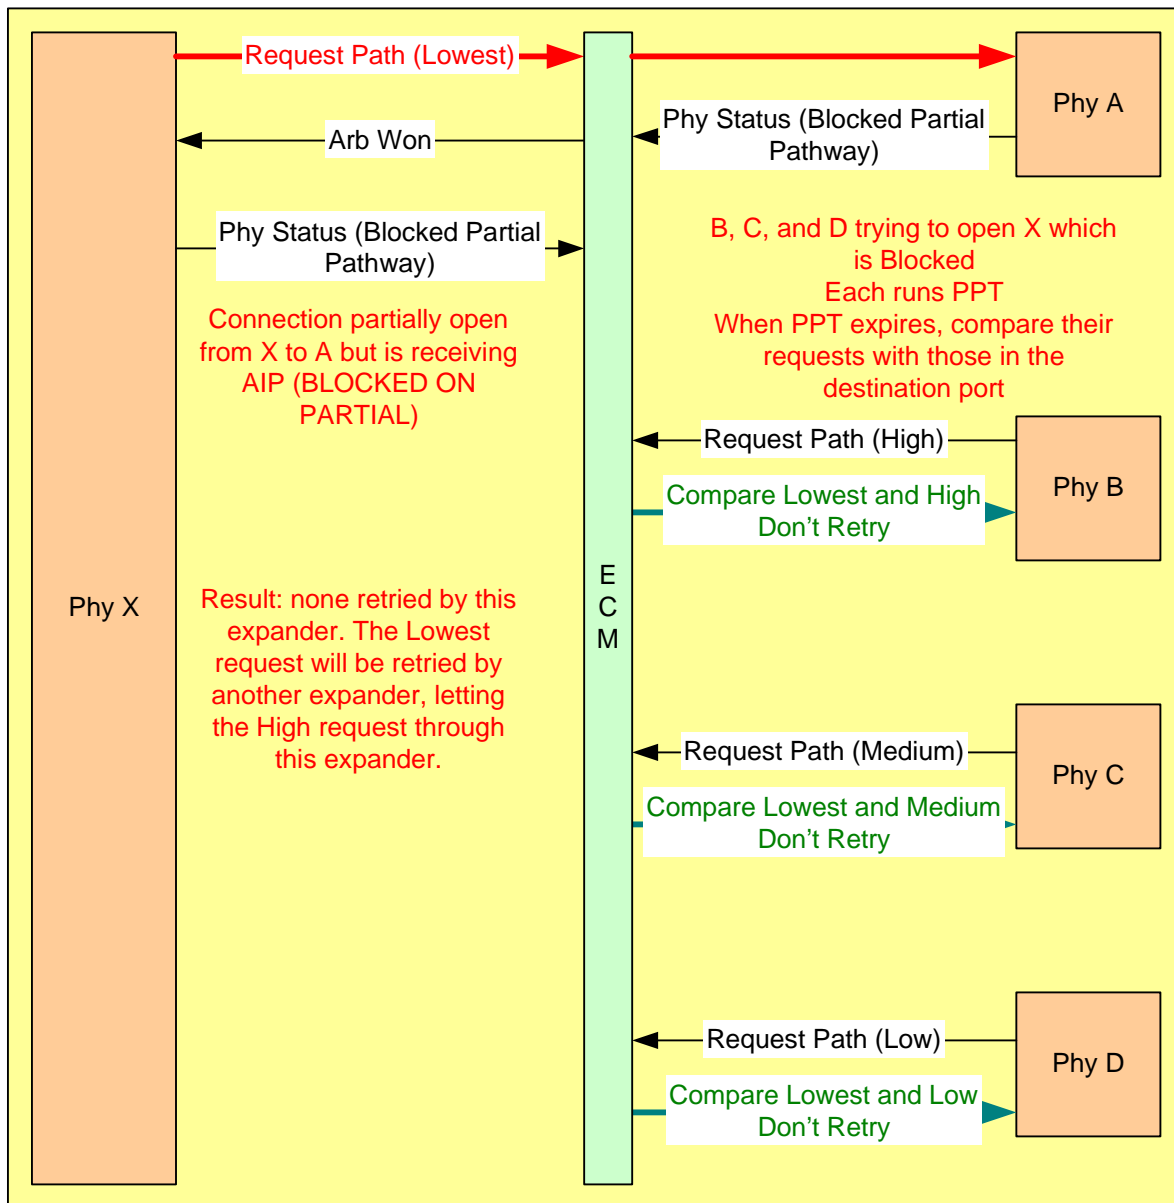 Request Path (Lowest)
Phy A
Phy Status (Blocked Partial
Pathway)
Arb Won
Phy Status (Blocked Partial
Pathway)
B, C, and D trying to open X which
is Blocked
Each runs PPT
When PPT expires, compare their
requests with those in the
destination port
Connection partially open
from X to A but is receiving
AIP (BLOCKED ON
PARTIAL)
Request Path (High)
Compare Lowest and High
Don't Retry
Phy B
Phy X
Result: none retried by this
expander. The Lowest
request will be retried by
another expander, letting
the High request through
this expander.
E
C
M
Request Path (Medium)
Compare Lowest and Medium
Don't Retry
Phy C
Request Path (Low)
Compare Lowest and Low
Don't Retry
Phy D